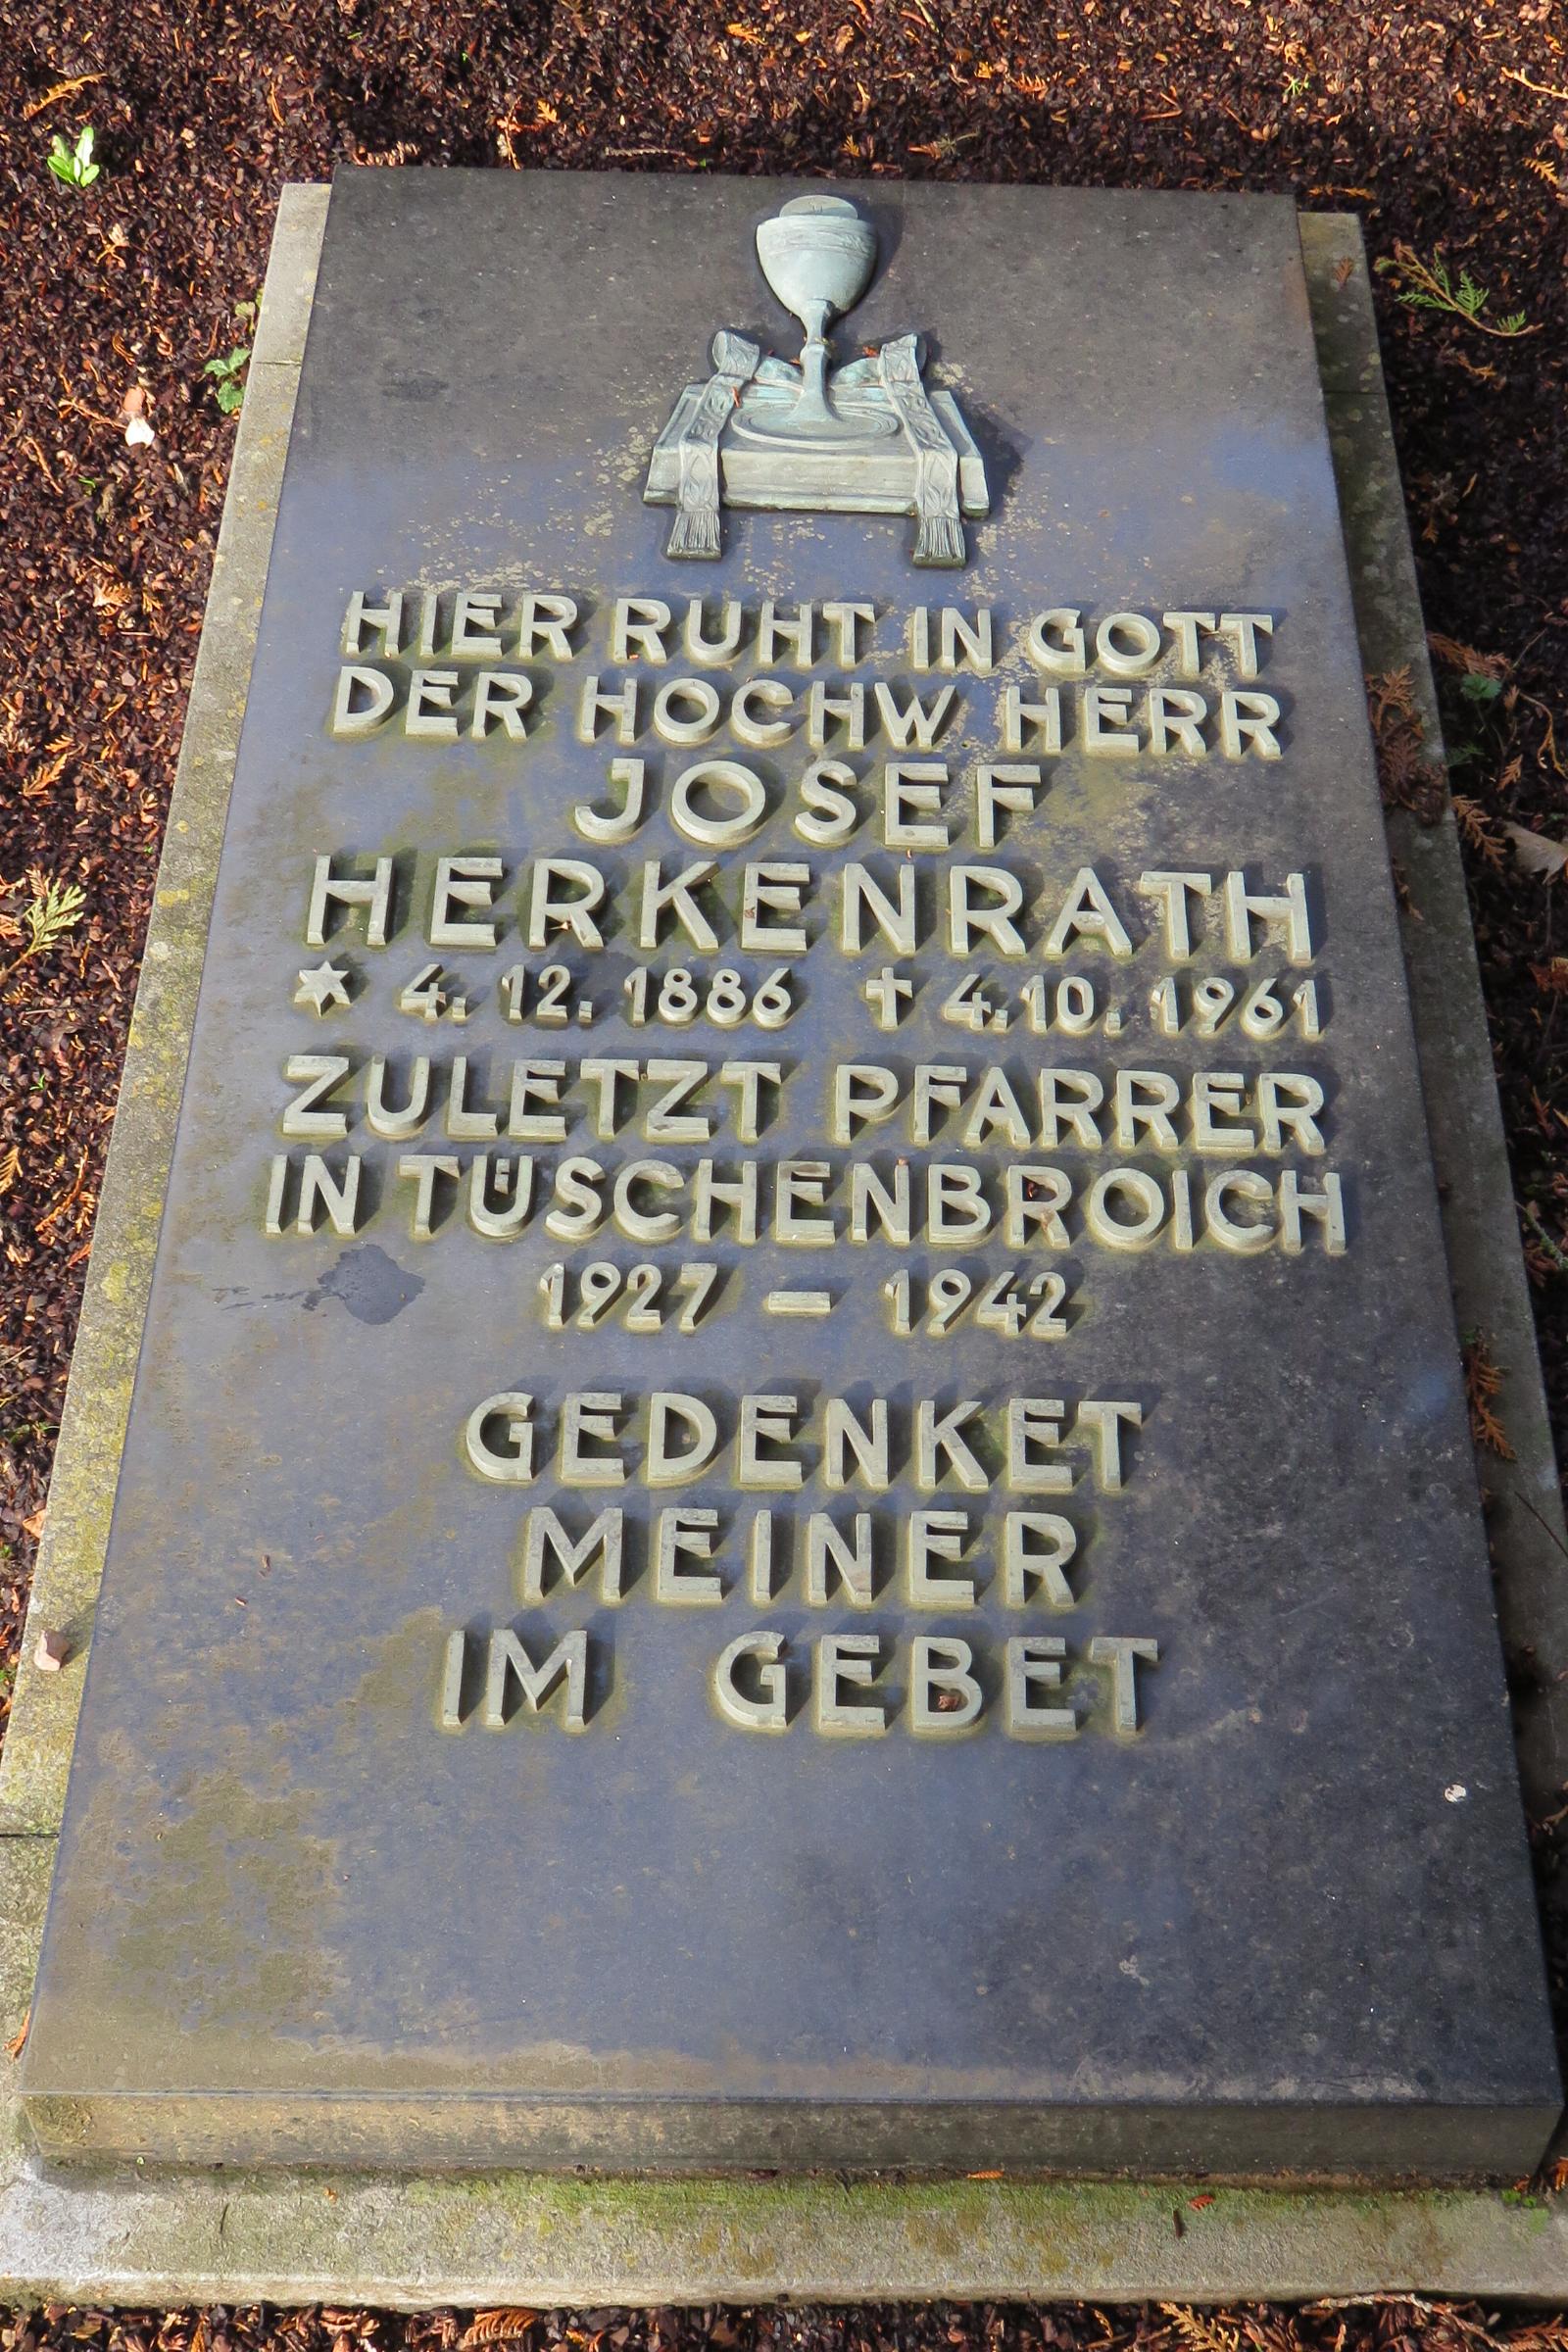 HIER RUHT IN GOTT
DER HOCHW HERR
JOSEF
HERKENRATH
* 4. 12. 1886 † 4. 10. 1961
ZULETZT PFARRER
IN TÜSCHENBROICH
1927 – 1942
GEDENKET
MEINER
IM GEBET